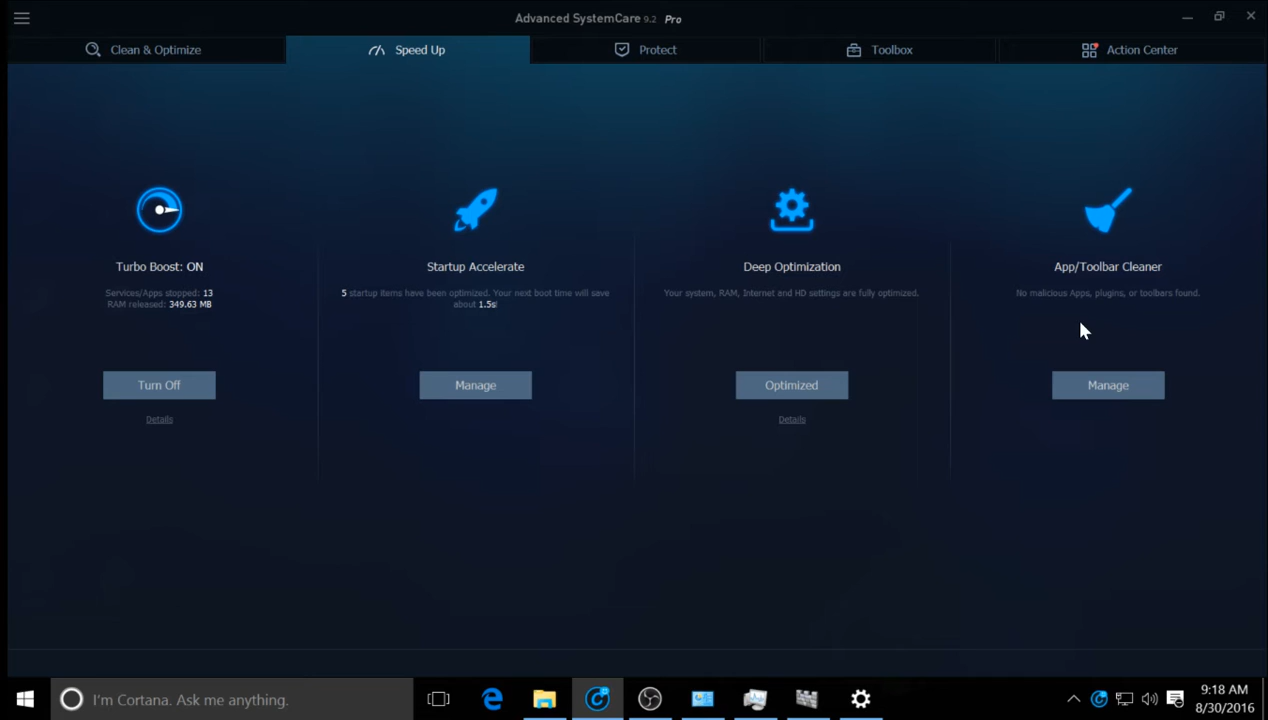 Advanced SystemCare 9.2 Pro
Clean & Optimize
Speed Up
Protect
Toolbox
Action Center
Turbo Boost: ON
Services/Apps stopped: 13
RAM released: 349.63 MB
Turn Off
Details
Startup Accelerate
5 startup items have been optimized. Your next boot time will save
about 1.5s!
Manage
Deep Optimization
Your system, RAM, Internet and HD settings are fully optimized.
Optimized
Details
App/Toolbar Cleaner
No malicious Apps, plugins, or toolbars found.
Manage
I'm Cortana. Ask me anything.
9:18 AM
8/30/2016